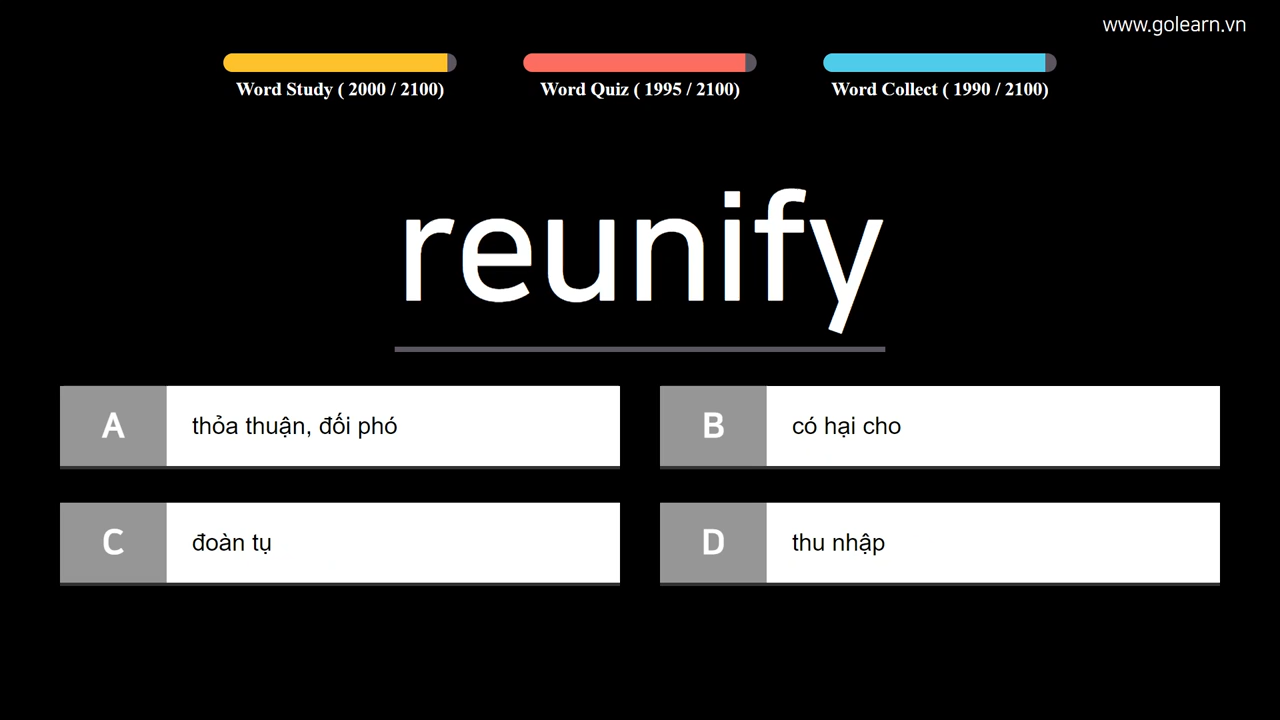 www.golearn.vn
Word Study ( 2000 / 2100)
Word Quiz ( 1995 / 2100)
Word Collect ( 1990 / 2100)
reunify
A thỏa thuận, đối phó
B có hại cho
C đoàn tụ
D thu nhập